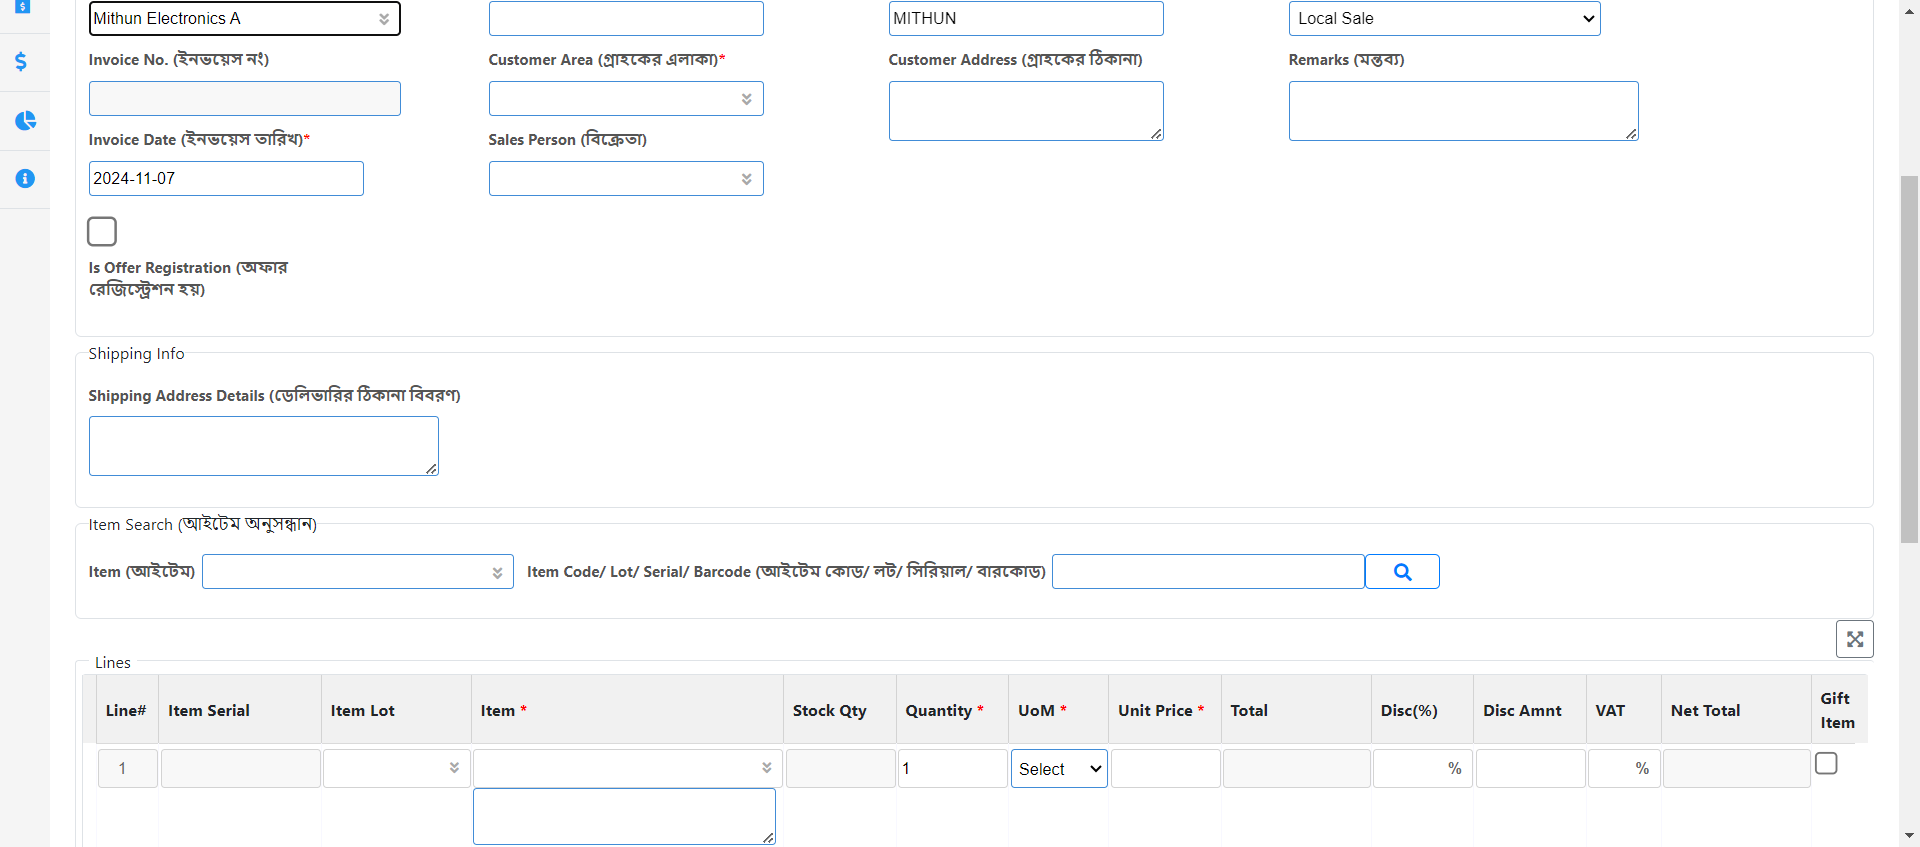 Mithun Electronics A
MITHUN
Local Sale
Invoice No. (ইনভয়েস নং)
Customer Area (গ্রাহকের এলাকা)*
Customer Address (গ্রাহকের ঠিকানা)
Remarks (মন্তব্য)
Invoice Date (ইনভয়েস তারিখ)*
Sales Person (বিক্রেতা)
2024-11-07
Is Offer Registration (অফার
রেজিস্ট্রেশন হয়)
Shipping Info
Shipping Address Details (ডেলিভারির ঠিকানা বিবরণ)
Item Search (আইটেম অনুসন্ধান)
Item (আইটেম)
Item Code/ Lot/ Serial/ Barcode (আইটেম কোড/ লট/ সিরিয়াল/ বারকোড)
Lines
Line# Item Serial Item Lot Item * Stock Qty Quantity * UoM * Unit Price * Total Disc(%) Disc Amnt VAT Net Total Gift Item
1 1 Select % %